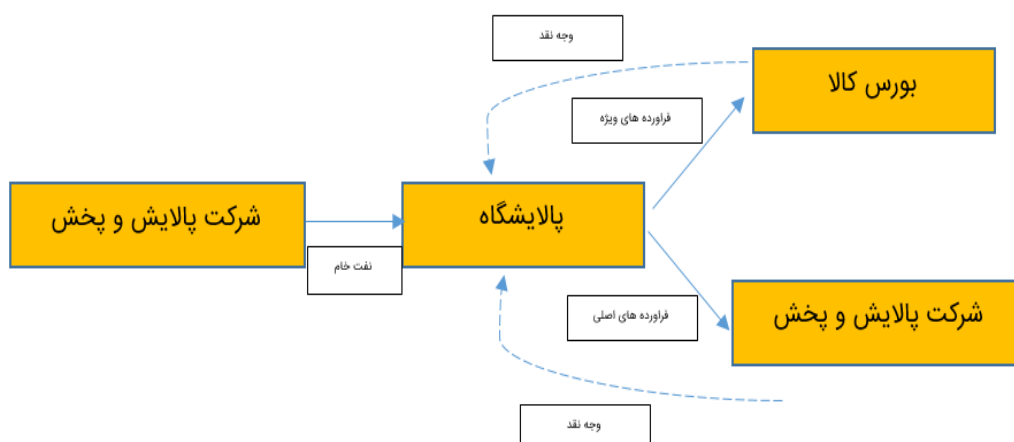 وجه نقد
بورس کالا
فراورده های ویژه
پالایشگاه
شرکت پالایش و پخش
نفت خام
فراورده های اصلی
شرکت پالایش و پخش
وجه نقد